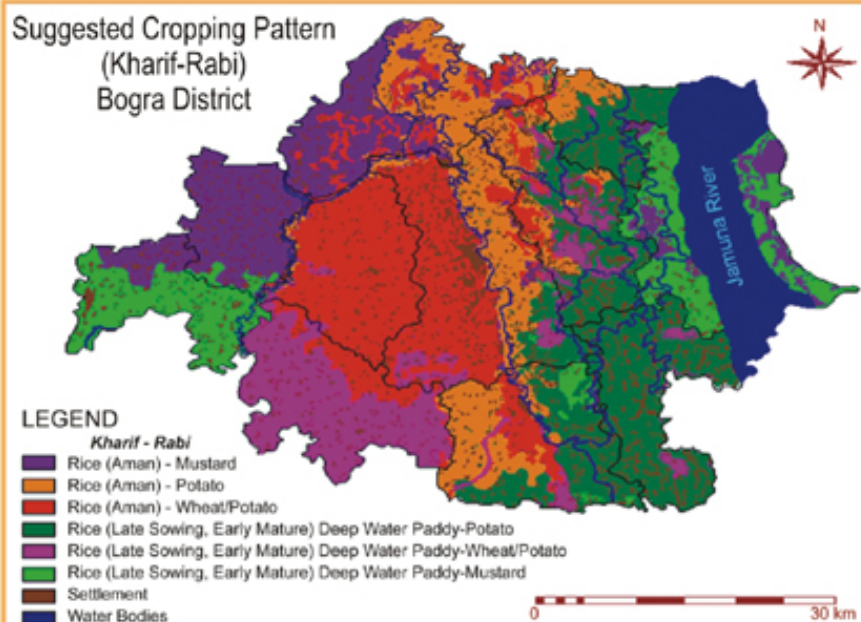 Suggested Cropping Pattern
(Kharif-Rabi)
Bogra District
N
Jamuna River
LEGEND
Kharif - Rabi
Rice (Aman) - Mustard
Rice (Aman) - Potato
Rice (Aman) - Wheat/Potato
Rice (Late Sowing, Early Mature) Deep Water Paddy-Potato
Rice (Late Sowing, Early Mature) Deep Water Paddy-Wheat/Potato
Rice (Late Sowing, Early Mature) Deep Water Paddy-Mustard
Settlement
Water Bodies
0 30 km